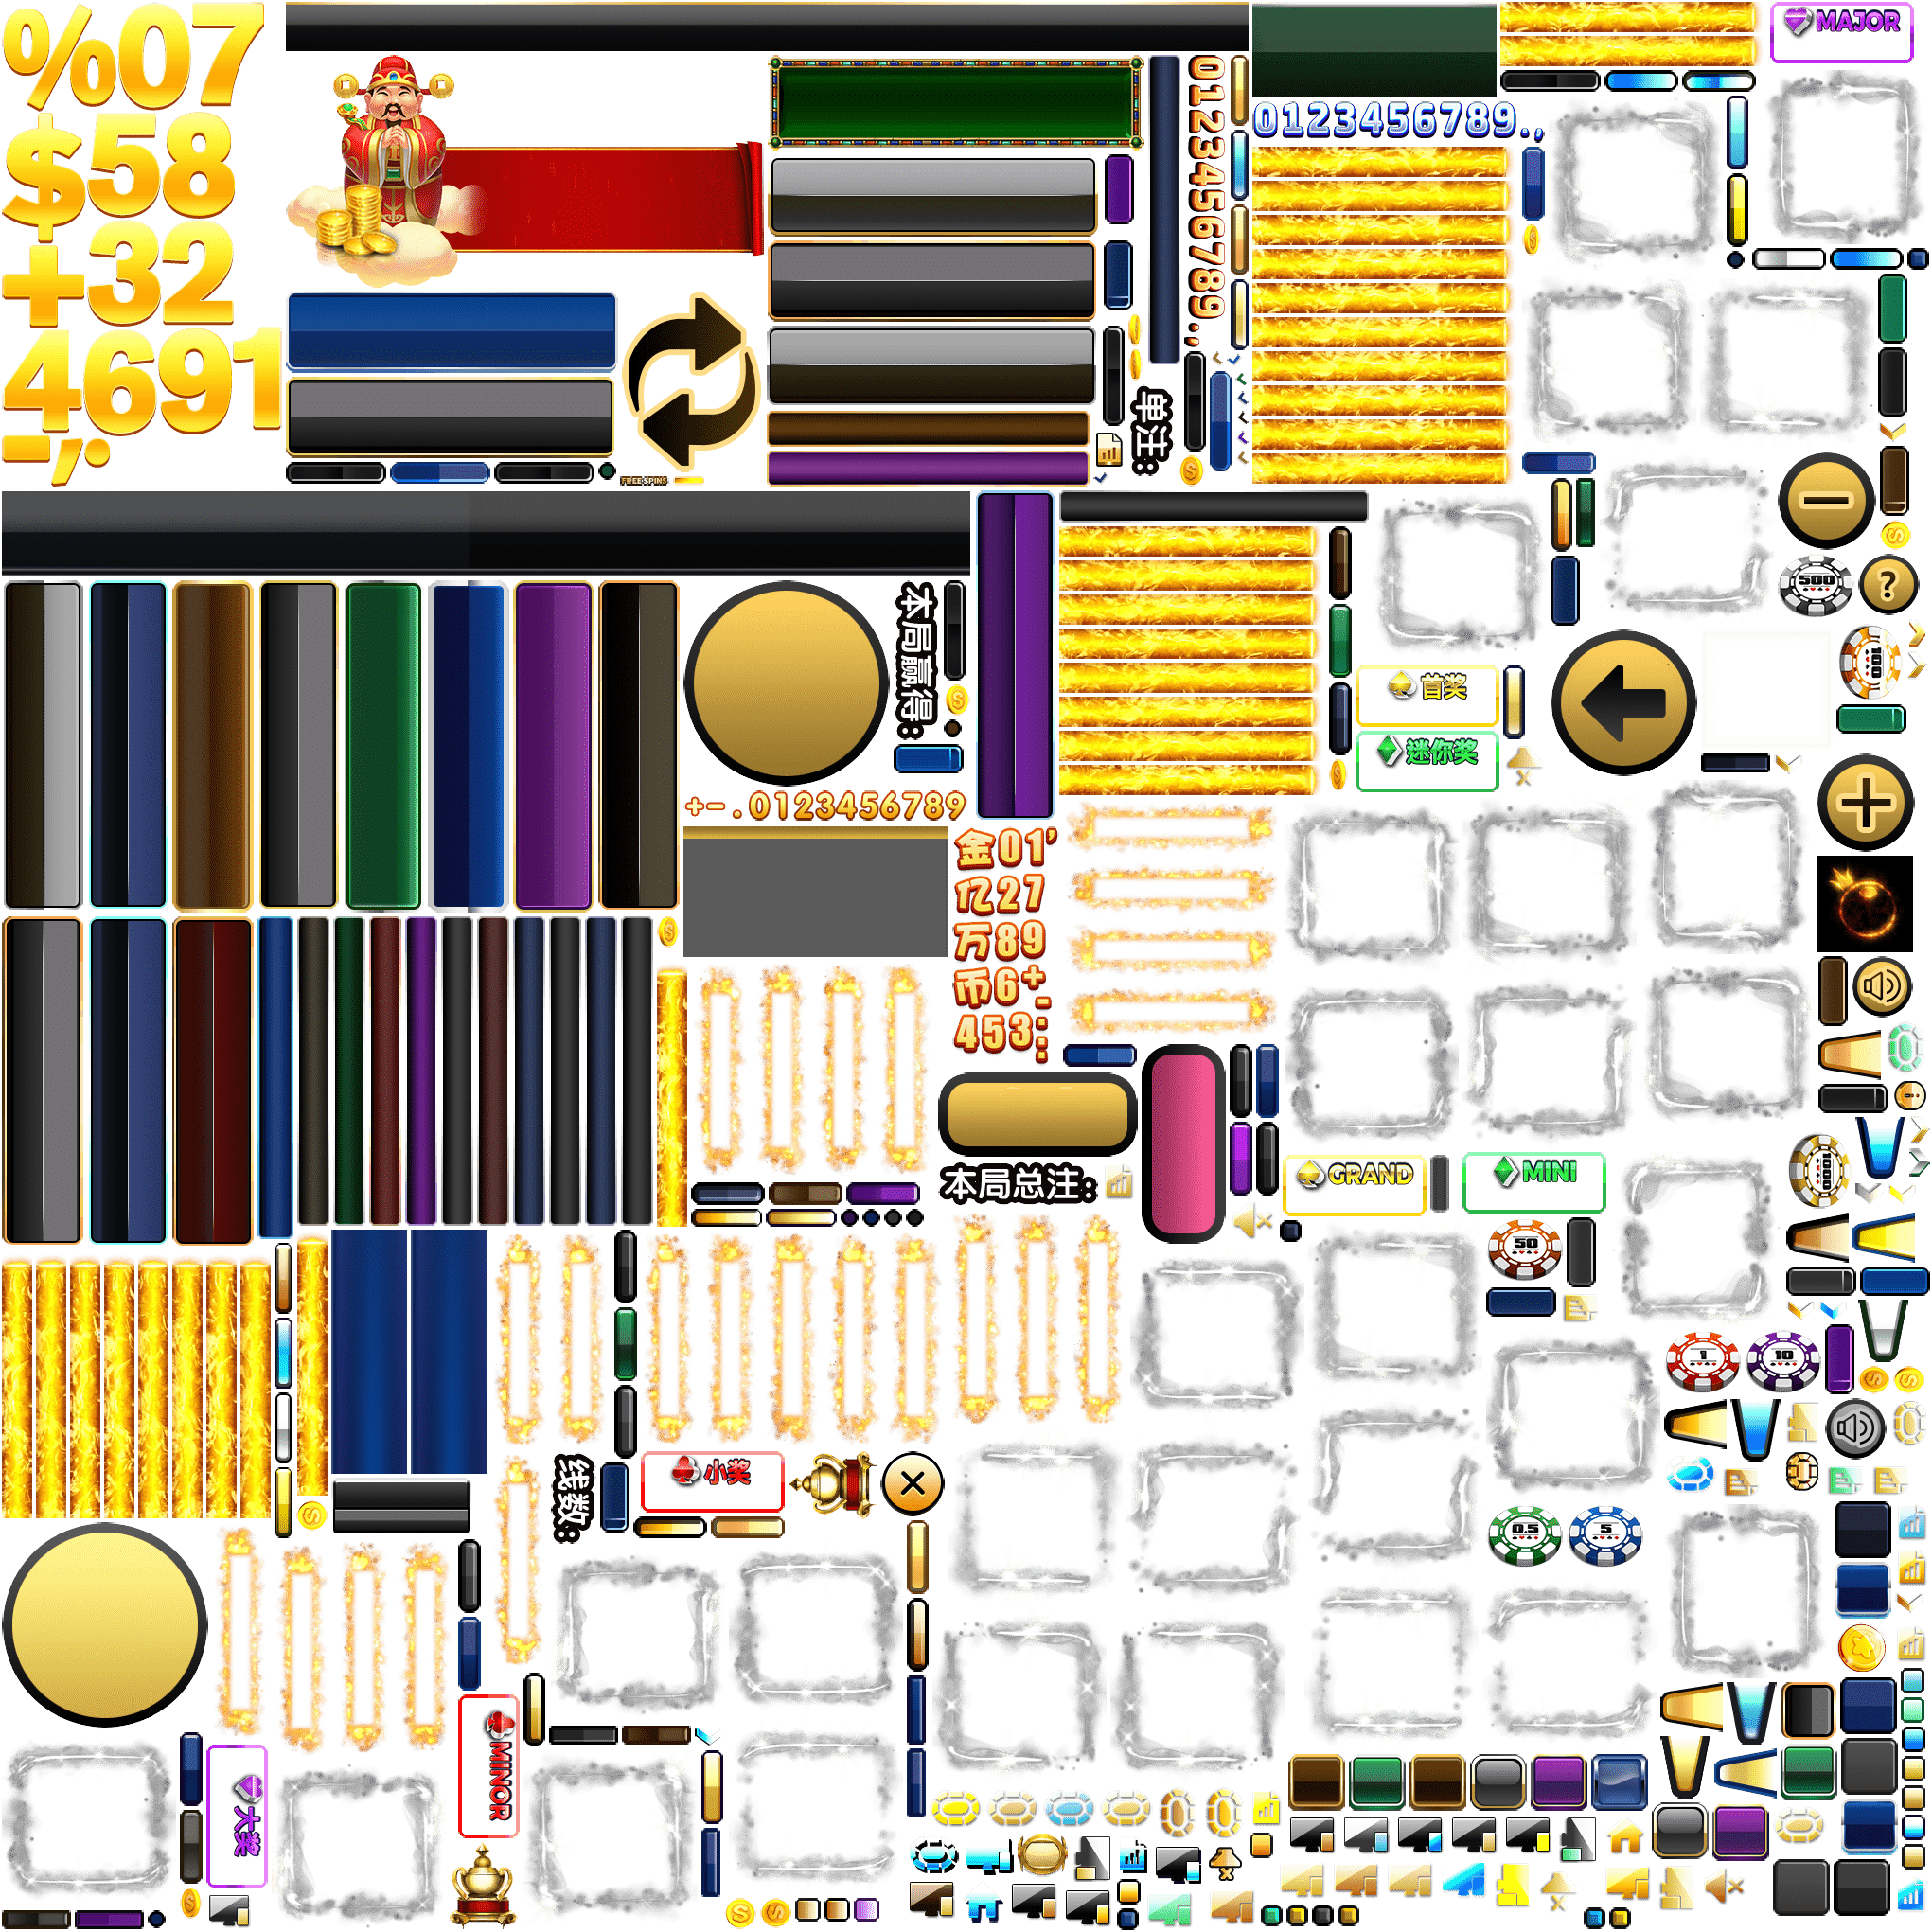 %07
$58
+32
4691
-,.
FREE SPINS
0123456789.,
单注:
0123456789.,
MAJOR
500
?
100
本局赢得:
首奖
迷你奖
+-.0123456789
金01'
亿27
万89
币6+-
453:;
本局总注:
GRAND
MINI
1000
50
1
10
线数:
小奖
0.5
5
MINOR
大奖